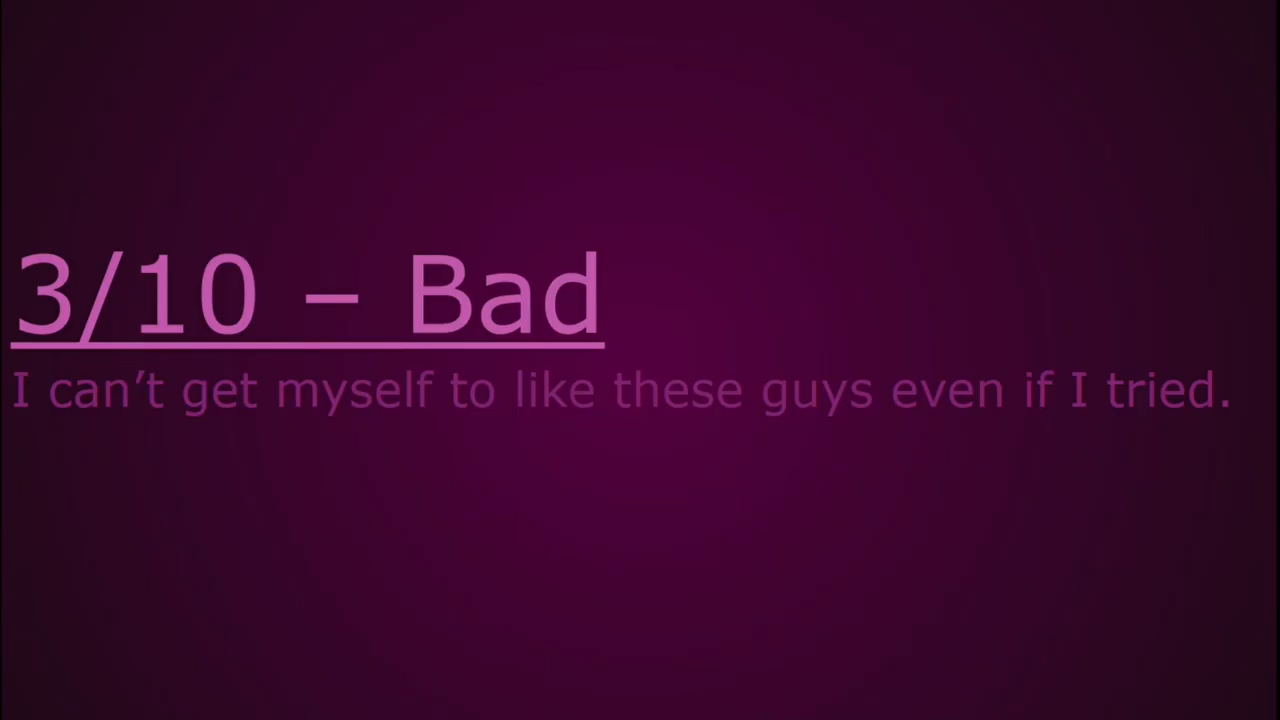 3/10 – Bad
I can’t get myself to like these guys even if I tried.